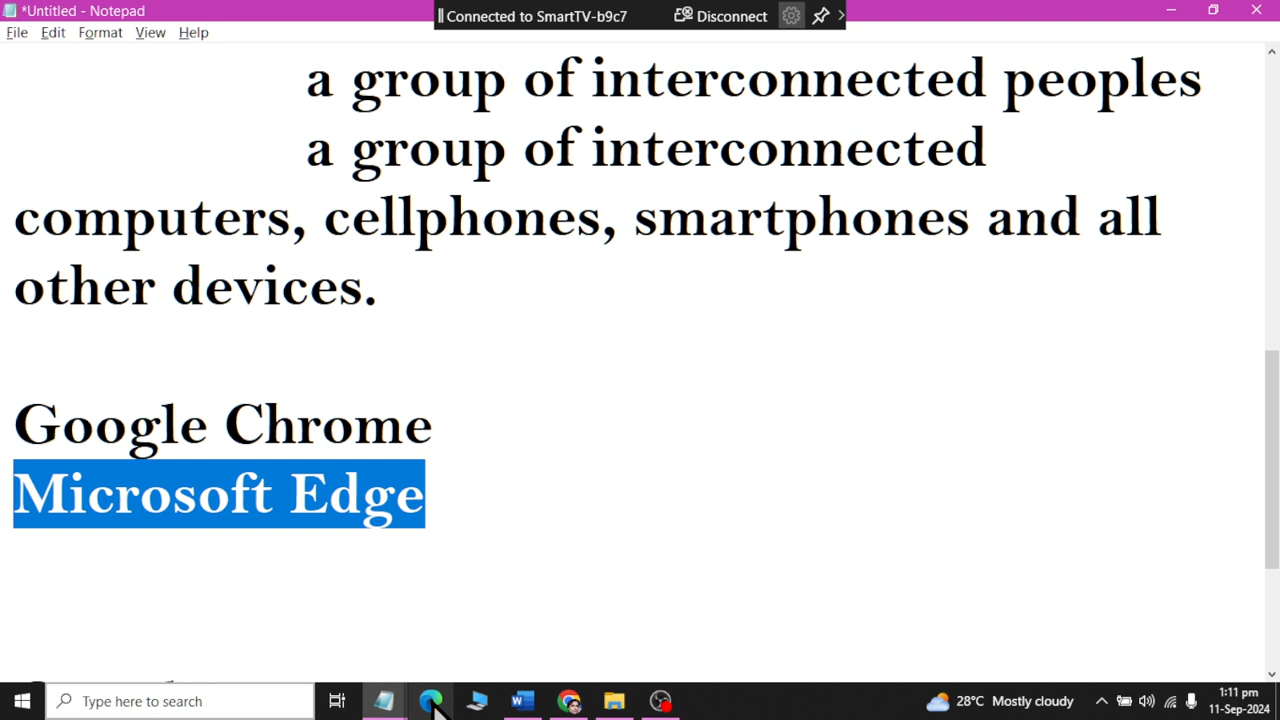 *Untitled - Notepad
Connected to SmartTV-b9c7
Disconnect
File Edit Format View Help
a group of interconnected peoples
a group of interconnected
computers, cellphones, smartphones and all
other devices.
Google Chrome
Microsoft Edge
Type here to search
28°C Mostly cloudy
1:11 pm
11-Sep-2024